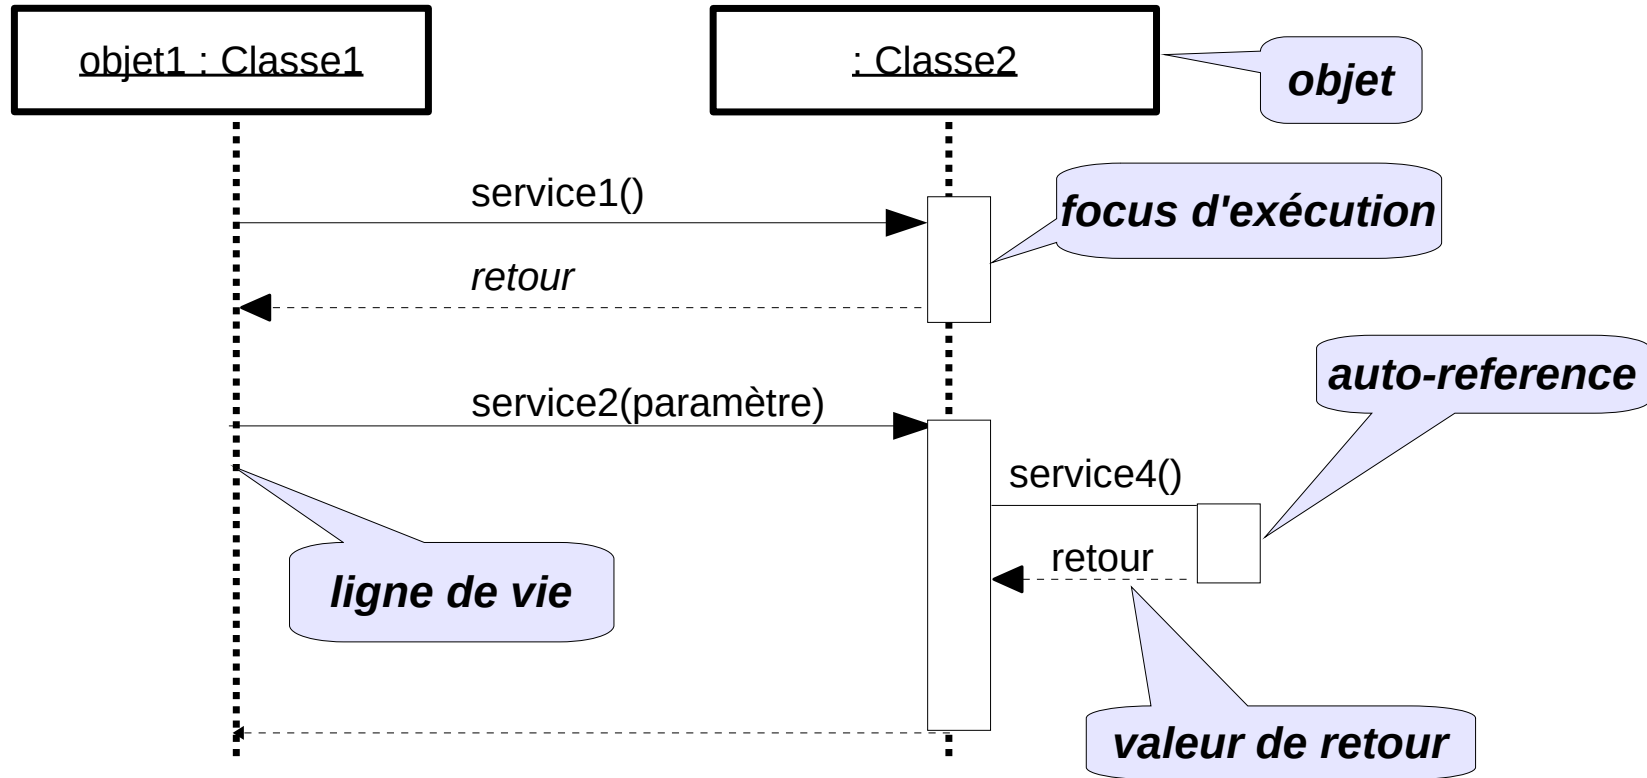 objet1 : Classe1
: Classe2
objet
service1()
focus d'exécution
retour
auto-reference
service2(paramètre)
service4()
retour
ligne de vie
valeur de retour